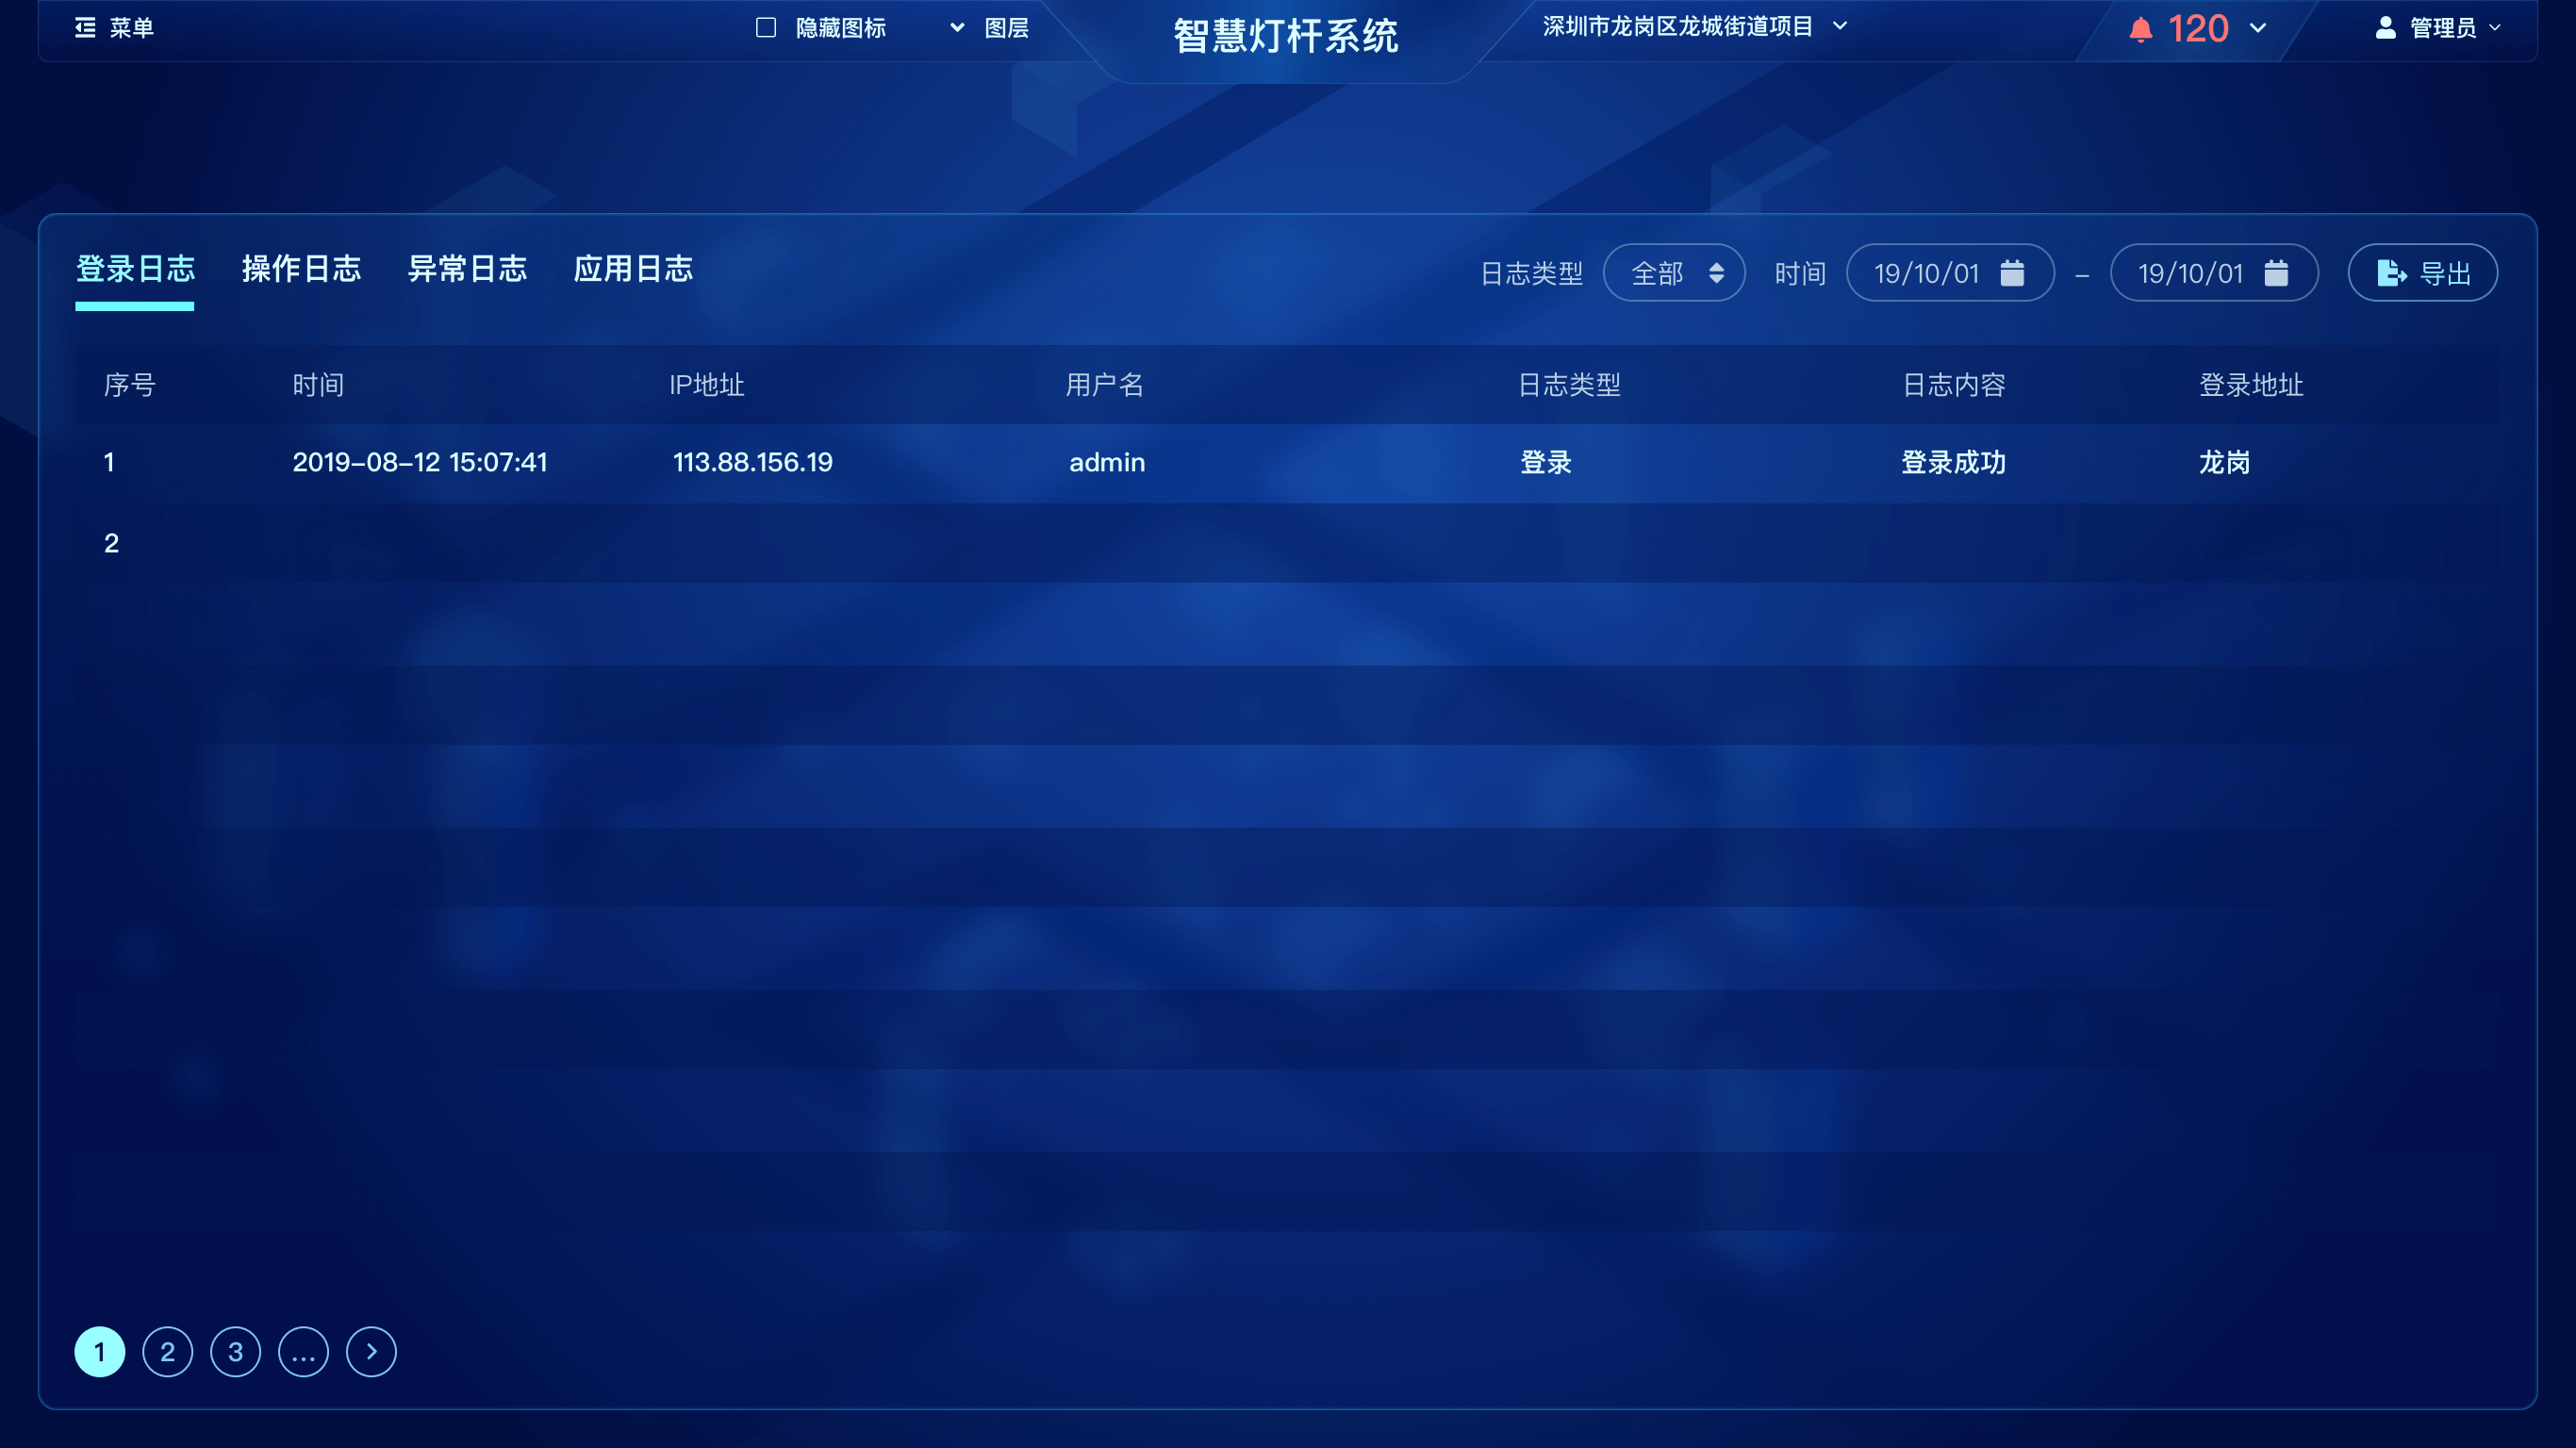 菜单
隐藏图标
图层
智慧灯杆系统
深圳市龙岗区龙城街道项目
120
管理员
登录日志 操作日志 异常日志 应用日志
日志类型 全部 时间 19/10/01 – 19/10/01 导出
序号 时间 IP地址 用户名 日志类型 日志内容 登录地址
1 2019–08–12 15:07:41 113.88.156.19 admin 登录 登录成功 龙岗
2
1 2 3 ...